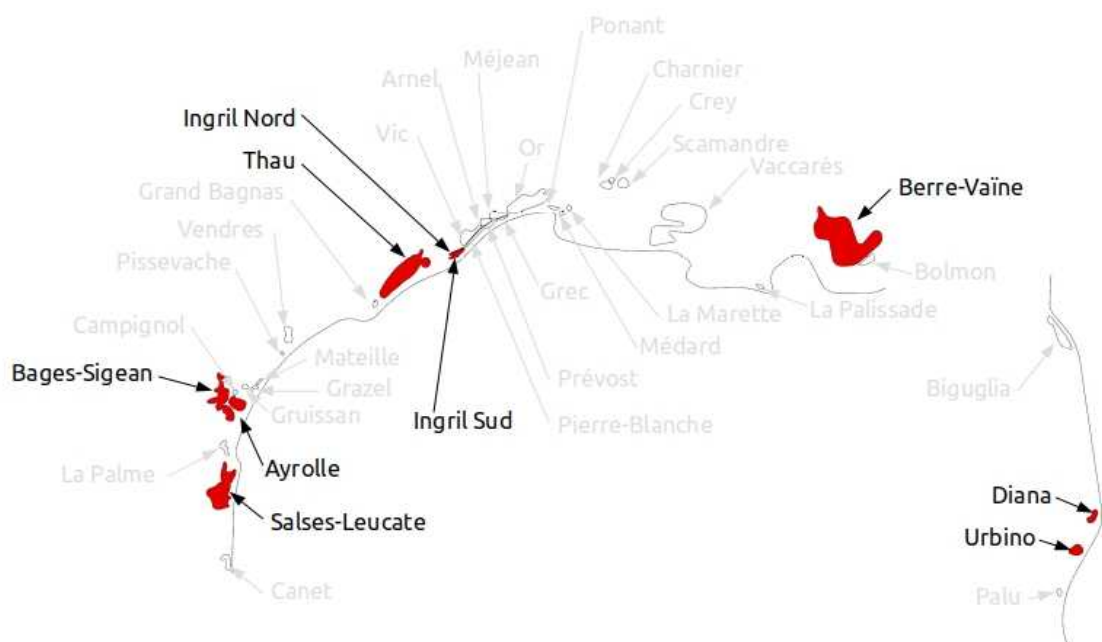 Ponant
Méjean
Charnier
Arnel
Crey
Ingril Nord
Vic
Or
Scamandre
Thau
Vaccarès
Grand Bagnas
Berre-Vaïne
Vendres
Pissevache
Grec
Bolmon
La Marette
La Palissade
Campignol
Médard
Mateille
Bages-Sigean
Prévost
Biguglia
Grazel
Gruissan
Ingril Sud
Pierre-Blanche
La Palme
Ayrolle
Diana
Salses-Leucate
Urbino
Canet
Palu